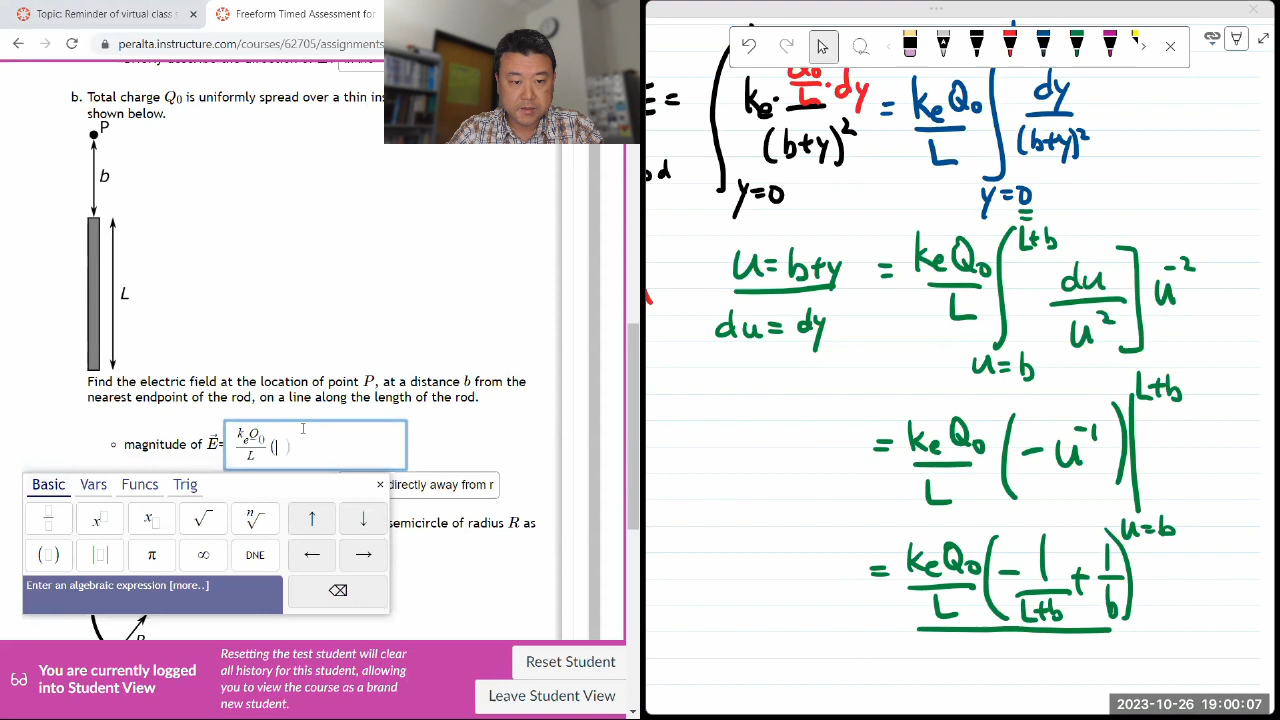 Topic: Reminder of virtual class
Freeform Timed Assessment for
peralta.instructure.com/courses/62705/assignments
b. Total charge Q₀ is uniformly spread over a thin ins
shown below.
P
b
L
Find the electric field at the location of point P, at a distance b from the
nearest endpoint of the rod, on a line along the length of the rod.
magnitude of E⃗= kₑQ₀/L ( )
Basic Vars Funcs Trig
directly away from r
semicircle of radius R as
π ∞ DNE
Enter an algebraic expression [more..]
R
You are currently logged
into Student View
Resetting the test student will clear
all history for this student, allowing
you to view the course as a brand
new student.
Reset Student
Leave Student View
E = ∫ y=0 kₑ · Q₀/L · dy / (b+y)² = kₑQ₀/L ∫ y=0 dy/(b+y)²
u = b+y
du = dy
= kₑQ₀/L ∫ u=b L+b du/u² ] u⁻²
= kₑQ₀/L (-u⁻¹) | L+b u=b
= kₑQ₀/L (-1/(L+b) + 1/b)
2023-10-26 19:00:07